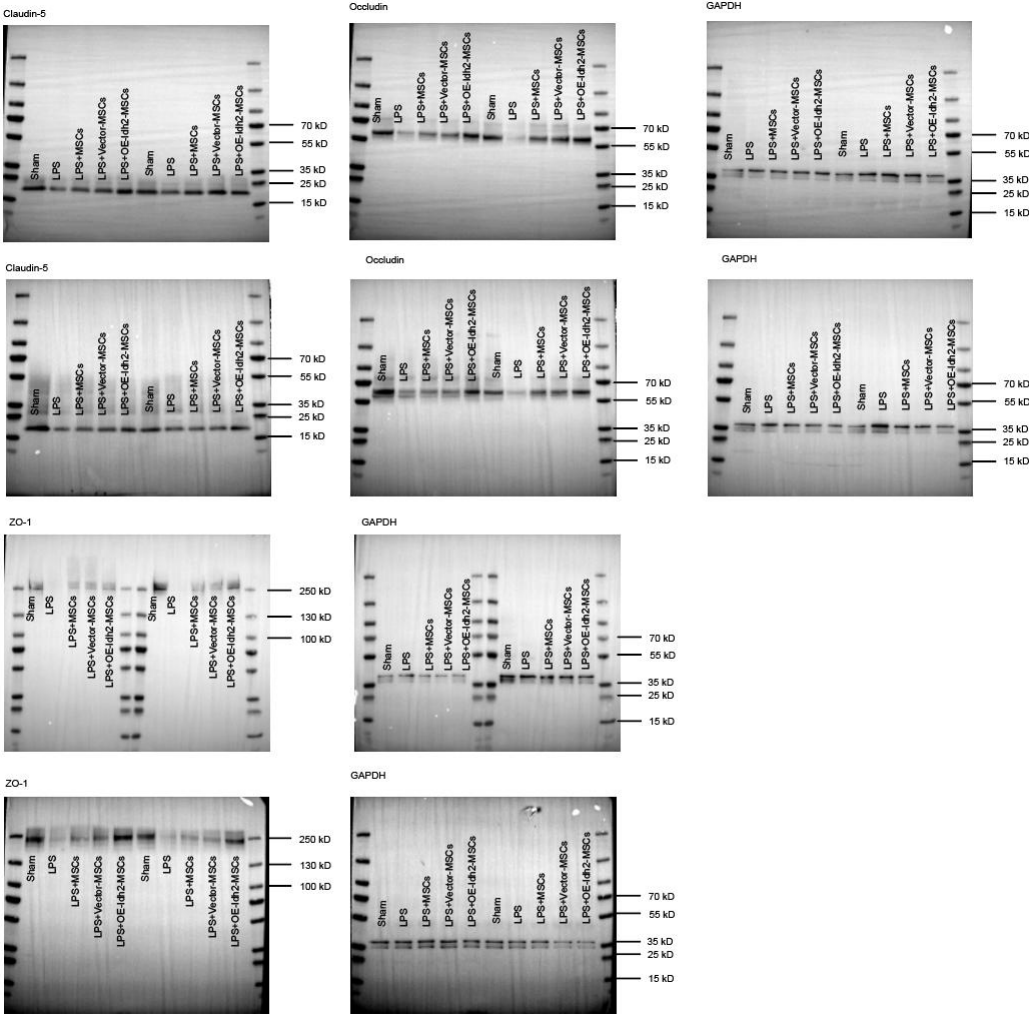 Claudin-5
Sham
LPS
LPS+MSCs
LPS+Vector-MSCs
LPS+OE-Idh2-MSCs
Sham
LPS
LPS+MSCs
LPS+Vector-MSCs
LPS+OE-Idh2-MSCs
70 kD
55 kD
35 kD
25 kD
15 kD
Occludin
Sham
LPS
LPS+MSCs
LPS+Vector-MSCs
LPS+OE-Idh2-MSCs
Sham
LPS
LPS+MSCs
LPS+Vector-MSCs
LPS+OE-Idh2-MSCs
70 kD
55 kD
35 kD
25 kD
15 kD
GAPDH
Sham
LPS
LPS+MSCs
LPS+Vector-MSCs
LPS+OE-Idh2-MSCs
Sham
LPS
LPS+MSCs
LPS+Vector-MSCs
LPS+OE-Idh2-MSCs
70 kD
55 kD
35 kD
25 kD
15 kD
Claudin-5
Sham
LPS
LPS+MSCs
LPS+Vector-MSCs
LPS+OE-Idh2-MSCs
Sham
LPS
LPS+MSCs
LPS+Vector-MSCs
LPS+OE-Idh2-MSCs
70 kD
55 kD
35 kD
25 kD
15 kD
Occludin
Sham
LPS
LPS+MSCs
LPS+Vector-MSCs
LPS+OE-Idh2-MSCs
Sham
LPS
LPS+MSCs
LPS+Vector-MSCs
LPS+OE-Idh2-MSCs
70 kD
55 kD
35 kD
25 kD
15 kD
GAPDH
Sham
LPS
LPS+MSCs
LPS+Vector-MSCs
LPS+OE-Idh2-MSCs
Sham
LPS
LPS+MSCs
LPS+Vector-MSCs
LPS+OE-Idh2-MSCs
70 kD
55 kD
35 kD
25 kD
15 kD
ZO-1
Sham
LPS
LPS+MSCs
LPS+Vector-MSCs
LPS+OE-Idh2-MSCs
Sham
LPS
LPS+MSCs
LPS+Vector-MSCs
LPS+OE-Idh2-MSCs
250 kD
130 kD
100 kD
GAPDH
Sham
LPS
LPS+MSCs
LPS+Vector-MSCs
LPS+OE-Idh2-MSCs
Sham
LPS
LPS+MSCs
LPS+Vector-MSCs
LPS+OE-Idh2-MSCs
70 kD
55 kD
35 kD
25 kD
15 kD
ZO-1
Sham
LPS
LPS+MSCs
LPS+Vector-MSCs
LPS+OE-Idh2-MSCs
Sham
LPS
LPS+MSCs
LPS+Vector-MSCs
LPS+OE-Idh2-MSCs
250 kD
130 kD
100 kD
GAPDH
Sham
LPS
LPS+MSCs
LPS+Vector-MSCs
LPS+OE-Idh2-MSCs
Sham
LPS
LPS+MSCs
LPS+Vector-MSCs
LPS+OE-Idh2-MSCs
70 kD
55 kD
35 kD
25 kD
15 kD